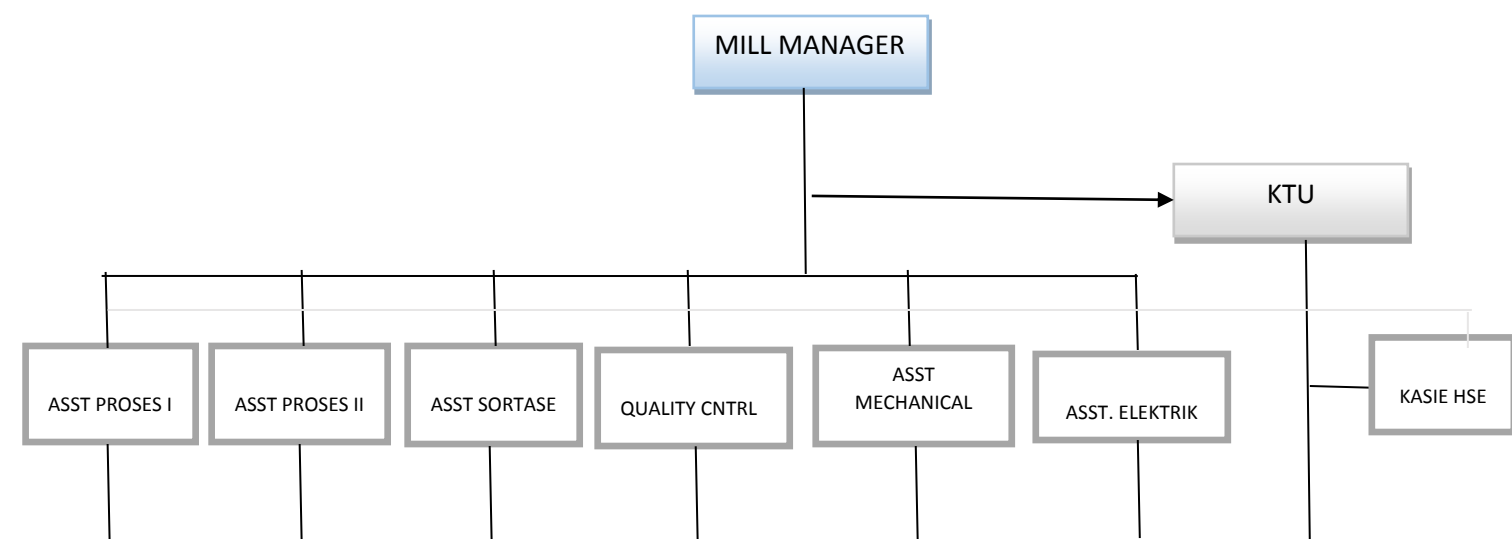 MILL MANAGER
KTU
ASST PROSES I
ASST PROSES II
ASST SORTASE
QUALITY CNTRL
ASST
MECHANICAL
ASST. ELEKTRIK
KASIE HSE